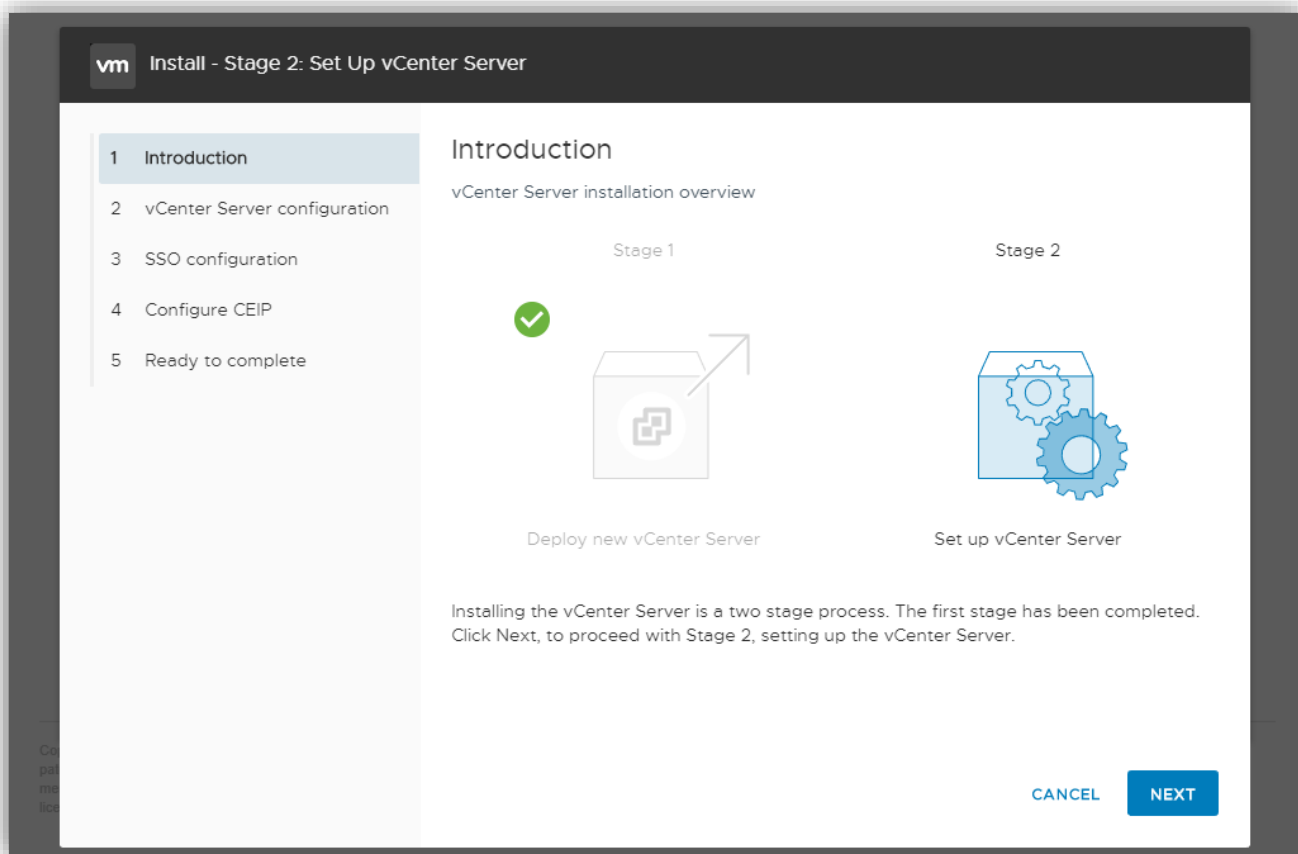 vm Install - Stage 2: Set Up vCenter Server
1 Introduction
2 vCenter Server configuration
3 SSO configuration
4 Configure CEIP
5 Ready to complete
Introduction
vCenter Server installation overview
Stage 1
Stage 2
Deploy new vCenter Server
Set up vCenter Server
Installing the vCenter Server is a two stage process. The first stage has been completed.
Click Next, to proceed with Stage 2, setting up the vCenter Server.
CANCEL
NEXT